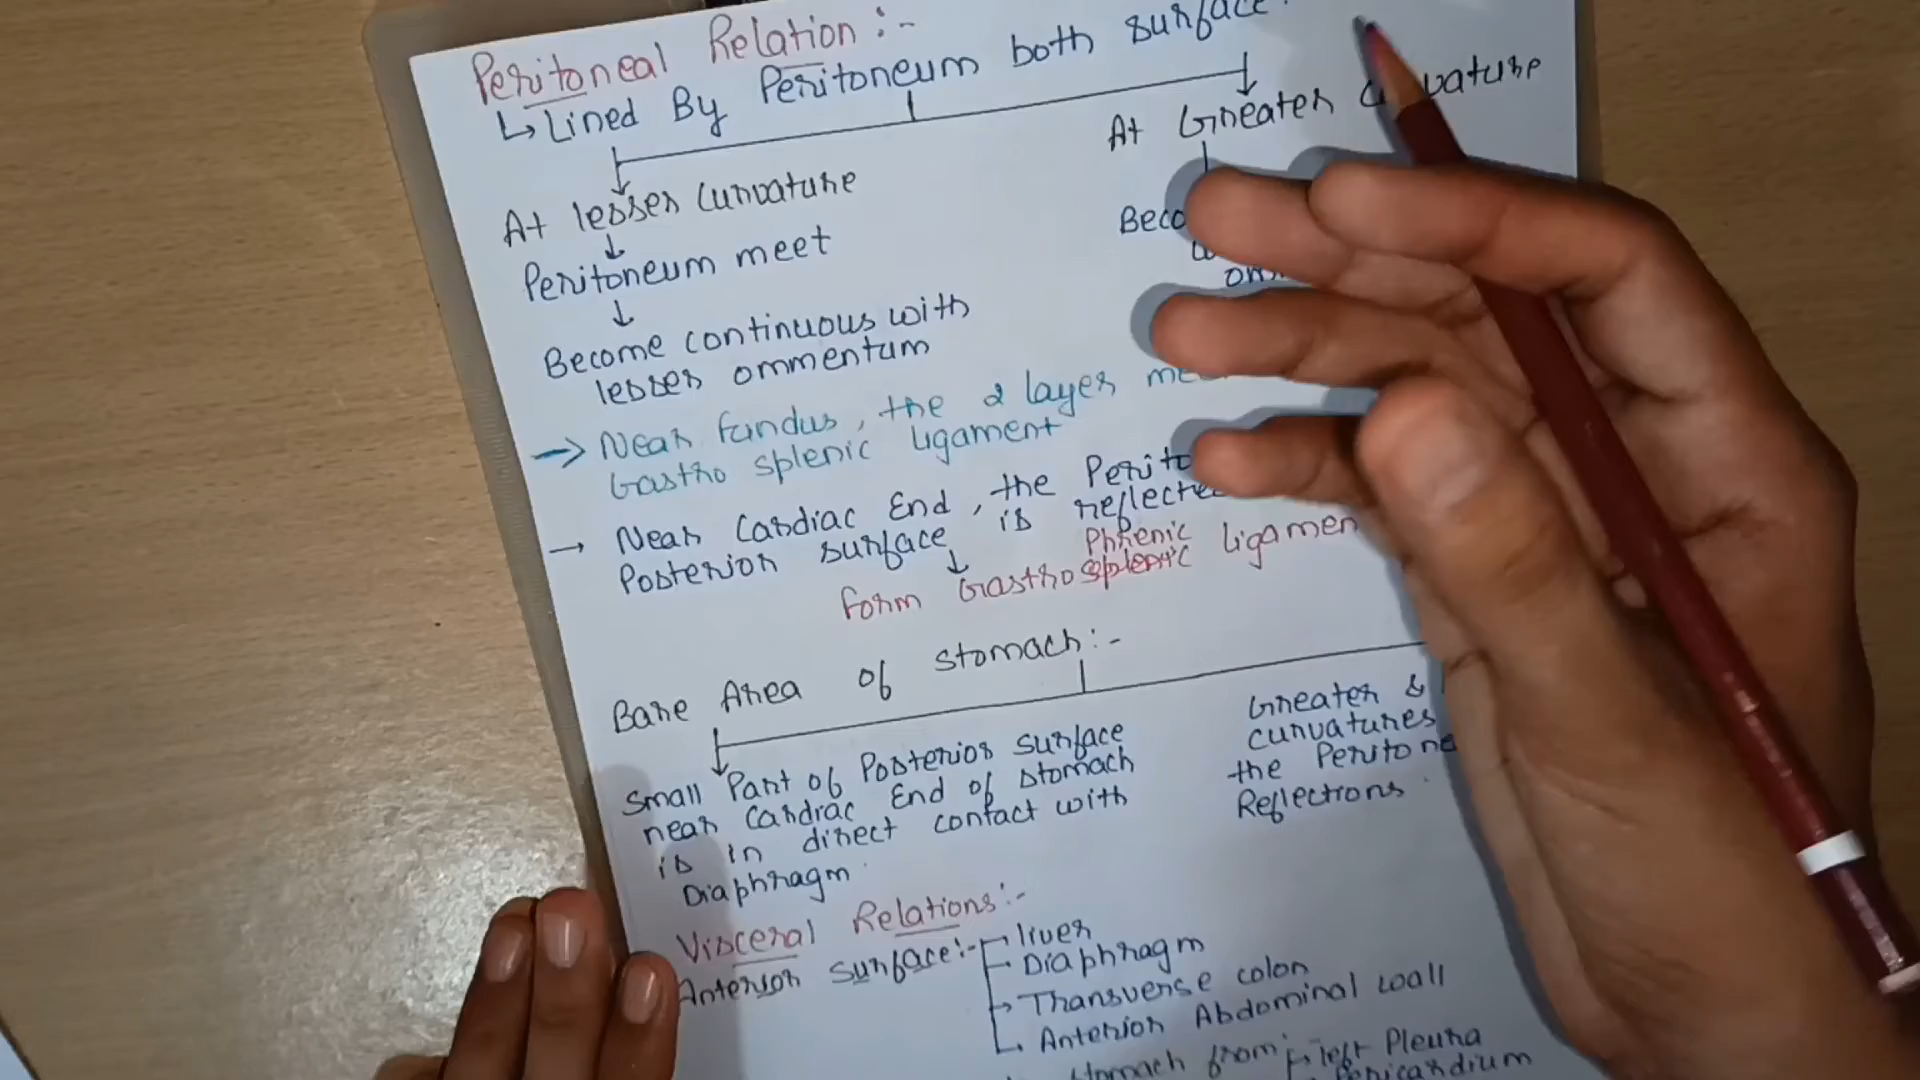 Peritoneal Relation :-
↳ Lined By Peritoneum both surface.
At lesser Curvature
↓
Peritoneum meet
↓
Become continuous with
lesser ommentum
At Greater
→ Near fundus, the 2 layer
Gastro splenic ligament
→ Near Cardiac End, the
Posterior surface is
↓
Phrenic
form Gastro ligamen
Bare Area of stomach :-
Small Part of Posterior surface
near Cardiac End of stomach
is in direct contact with
Diaphragm.
Greater &
curvatures
the
Reflections.
Visceral Relations :-
Anterior surface :- liver
Diaphragm
→ Transverse colon
Anterior Abdominal wall
stomach from left Pleura
Pericardium